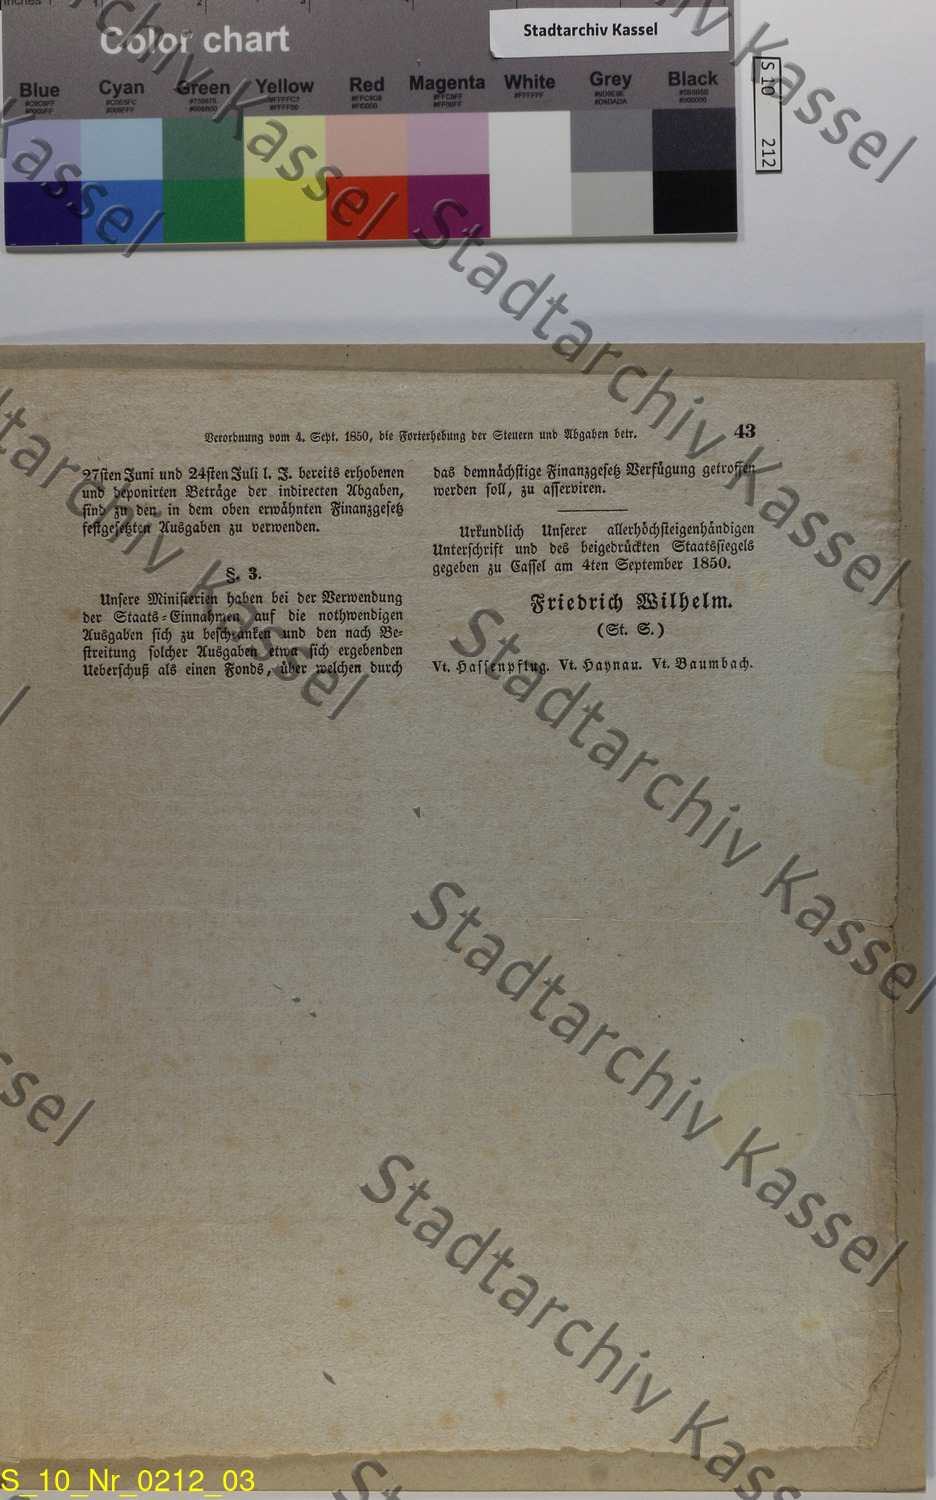 Color chart
Stadtarchiv Kassel
Blue Cyan Green Yellow Red Magenta White Grey Black
S 10 212
Verordnung vom 4. Sept. 1850, die Forterhebung der Steuern und Abgaben betr. 43
27sten Juni und 24sten Juli l. J. bereits erhobenen
und deponirten Beträge der indirecten Abgaben,
sind zu den in dem oben erwähnten Finanzgesetz
festgesetzten Ausgaben zu verwenden.
§. 3.
Unsere Ministerien haben bei der Verwendung
der Staats-Einnahmen auf die nothwendigen
Ausgaben sich zu beschränken und den nach Be-
streitung solcher Ausgaben etwa sich ergebenden
Ueberschuß als einen Fonds, über welchen durch
das demnächstige Finanzgesetz Verfügung getroffen
werden soll, zu asserviren.
Urkundlich Unserer allerhöchsteigenhändigen
Unterschrift und des beigedrückten Staatssiegels
gegeben zu Cassel am 4ten September 1850.
Friedrich Wilhelm.
(St. S.)
Vt. Hassenpflug. Vt. Haynau. Vt. Baumbach.
S_10_Nr_0212_03